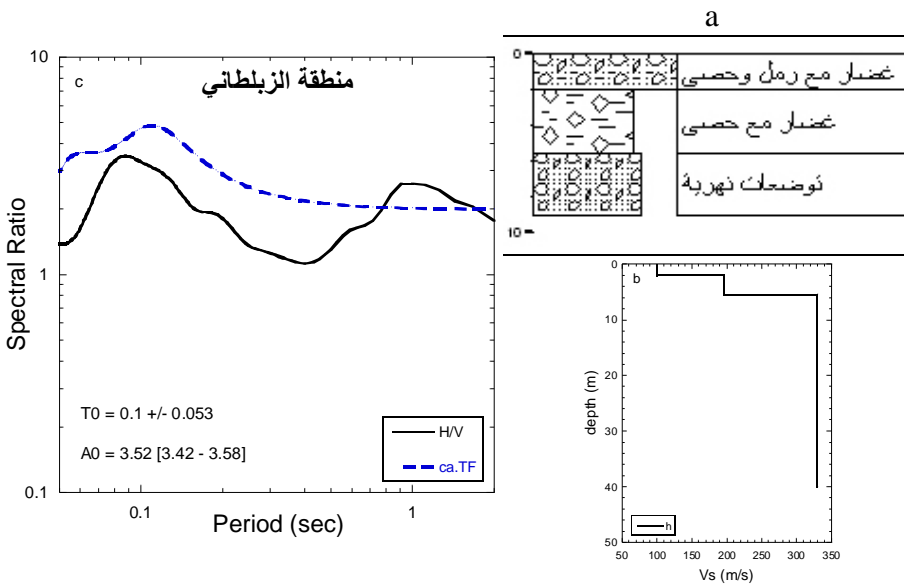 a
0
غضار مع رمل وحصى
غضار مع حصى
توضعات نهرية
10
c
منطقة الزبلطاني
10
1
0.1
Spectral Ratio
T0 = 0.1 +/- 0.053
A0 = 3.52 [3.42 - 3.58]
H/V
ca.TF
0.1
1
Period (sec)
b
0
10
20
30
40
50
depth (m)
h
50 100 150 200 250 300 350
Vs (m/s)